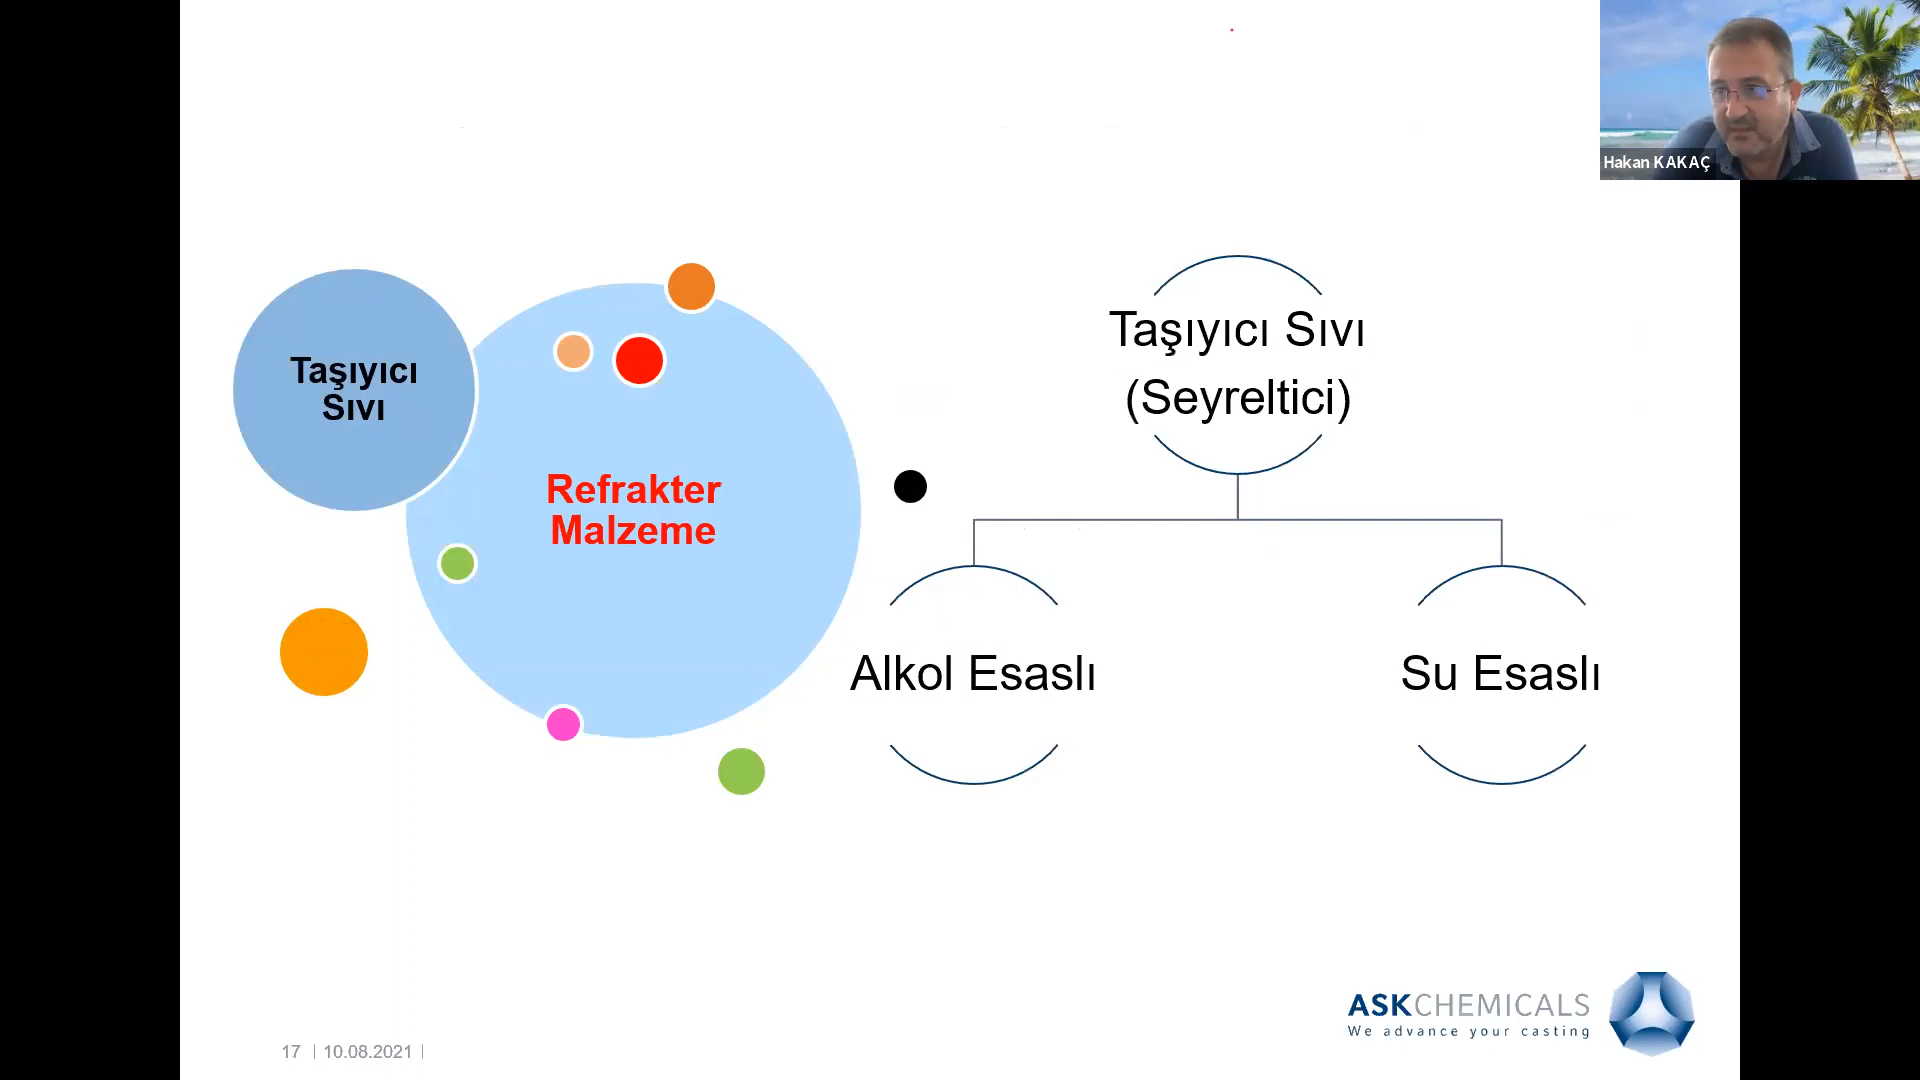 Hakan KAKAÇ
Taşıyıcı
Sıvı
Refrakter
Malzeme
Taşıyıcı Sıvı
(Seyreltici)
Alkol Esaslı
Su Esaslı
ASKCHEMICALS
We advance your casting
17 | 10.08.2021 |